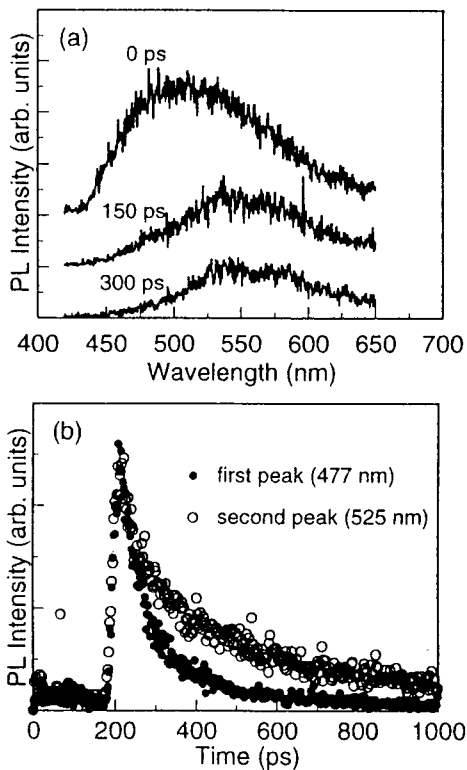 (a)
PL Intensity (arb. units)
0 ps
150 ps
300 ps
400 450 500 550 600 650 700
Wavelength (nm)
(b)
PL Intensity (arb. units)
first peak (477 nm)
second peak (525 nm)
0 200 400 600 800 1000
Time (ps)